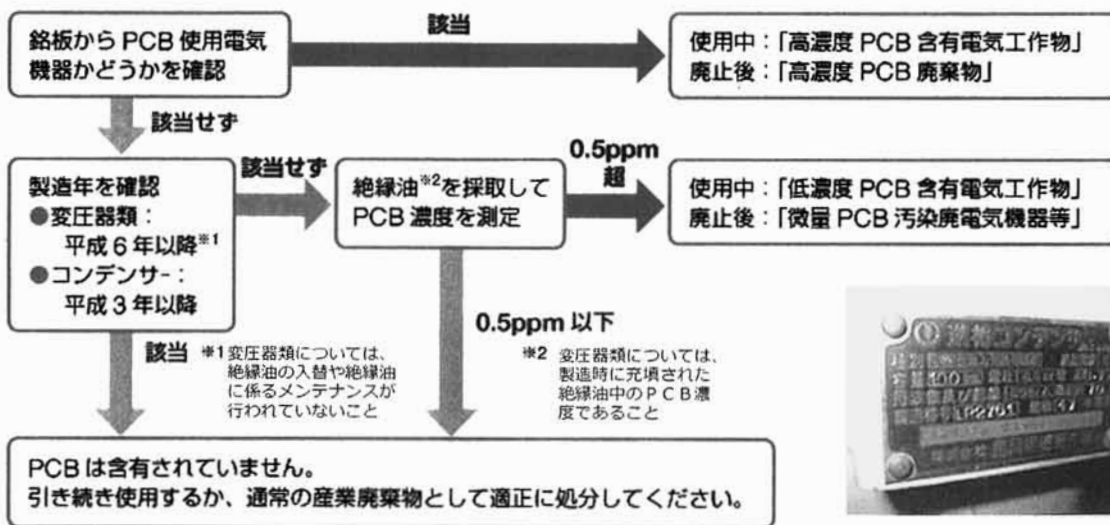 銘板から PCB 使用電気
機器かどうかを確認
該当
使用中：「高濃度 PCB 含有電気工作物」
廃止後：「高濃度 PCB 廃棄物」
該当せず
製造年を確認
●変圧器類：
平成 6 年以降※1
●コンデンサｰ：
平成 3 年以降
該当せず
絶縁油※2を採取して
PCB 濃度を測定
0.5ppm
超
使用中：「低濃度 PCB 含有電気工作物」
廃止後：「微量 PCB 汚染廃電気機器等」
該当
※1 変圧器類については、
絶縁油の入替や絶縁油
に係るメンテナンスが
行われていないこと
0.5ppm 以下
※2 変圧器類については、
製造時に充填された
絶縁油中のＰＣＢ濃
度であること
PCB は含有されていません。
引き続き使用するか、通常の産業廃棄物として適正に処分してください。